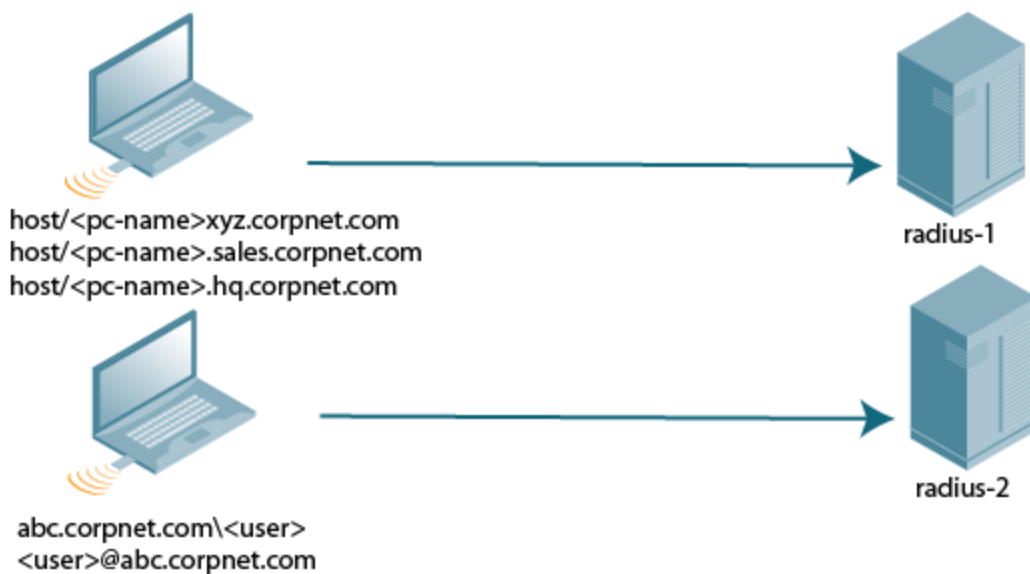 host/<pc-name>xyz.corpnet.com
host/<pc-name>.sales.corpnet.com
host/<pc-name>.hq.corpnet.com
radius-1
abc.corpnet.com\<user>
<user>@abc.corpnet.com
radius-2